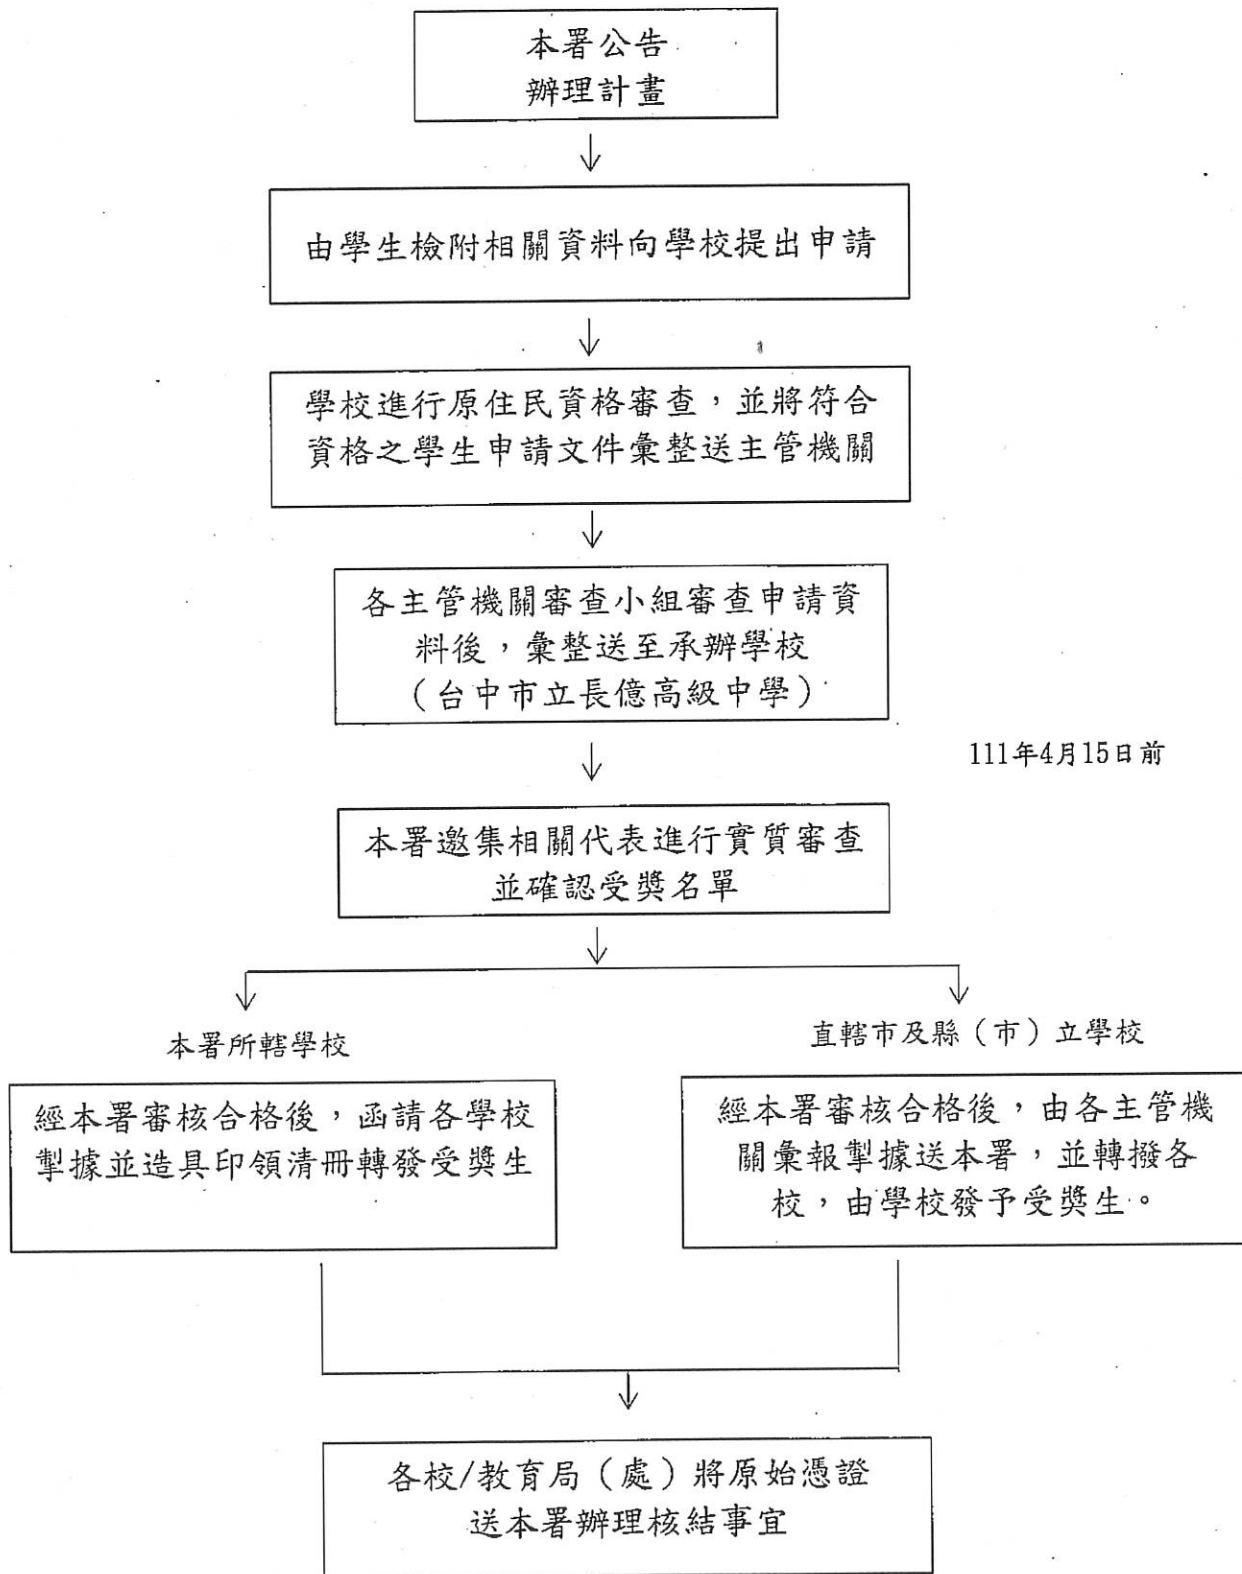 本署公告
辦理計畫
由學生檢附相關資料向學校提出申請
學校進行原住民資格審查，並將符合
資格之學生申請文件彙整送主管機關
各主管機關審查小組審查申請資
料後，彙整送至承辦學校
（台中市立長億高級中學）
111年4月15日前
本署邀集相關代表進行實質審查
並確認受獎名單
本署所轄學校
經本署審核合格後，函請各學校
掣據並造具印領清冊轉發受獎生
直轄市及縣（市）立學校
經本署審核合格後，由各主管機
關彙報掣據送本署，並轉撥各
校，由學校發予受獎生。
各校/教育局（處）將原始憑證
送本署辦理核結事宜